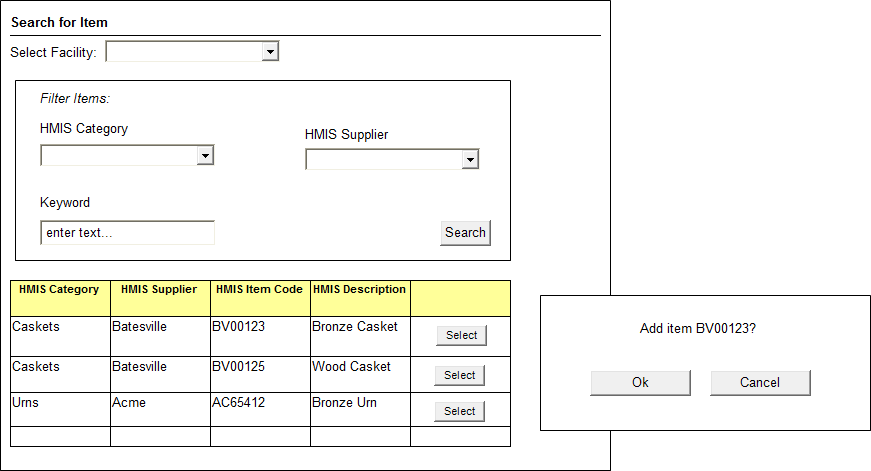 Search for Item
Select Facility:
Filter Items:
HMIS Category
HMIS Supplier
Keyword
enter text...
Search
HMIS Category HMIS Supplier HMIS Item Code HMIS Description
Caskets Batesville BV00123 Bronze Casket Select
Caskets Batesville BV00125 Wood Casket Select
Urns Acme AC65412 Bronze Urn Select
Add item BV00123?
Ok Cancel